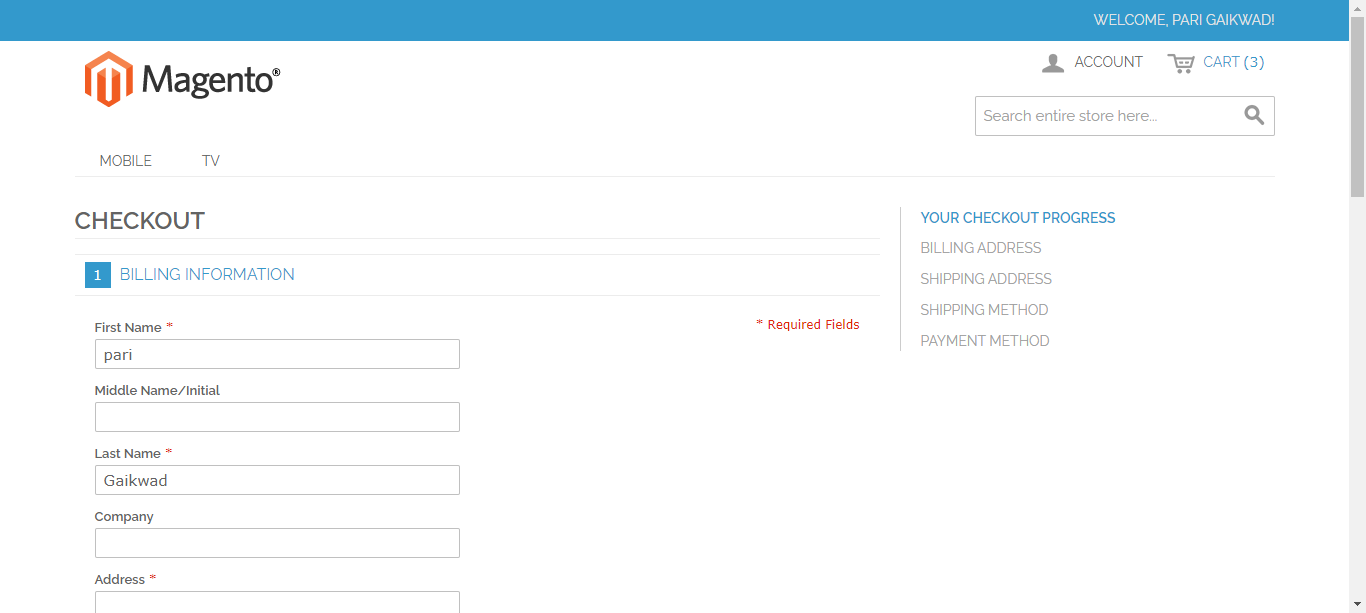 WELCOME, PARI GAIKWAD!
Magento®
ACCOUNT
CART (3)
Search entire store here...
MOBILE
TV
CHECKOUT
1 BILLING INFORMATION
* Required Fields
First Name *
pari
Middle Name/Initial
Last Name *
Gaikwad
Company
Address *
YOUR CHECKOUT PROGRESS
BILLING ADDRESS
SHIPPING ADDRESS
SHIPPING METHOD
PAYMENT METHOD